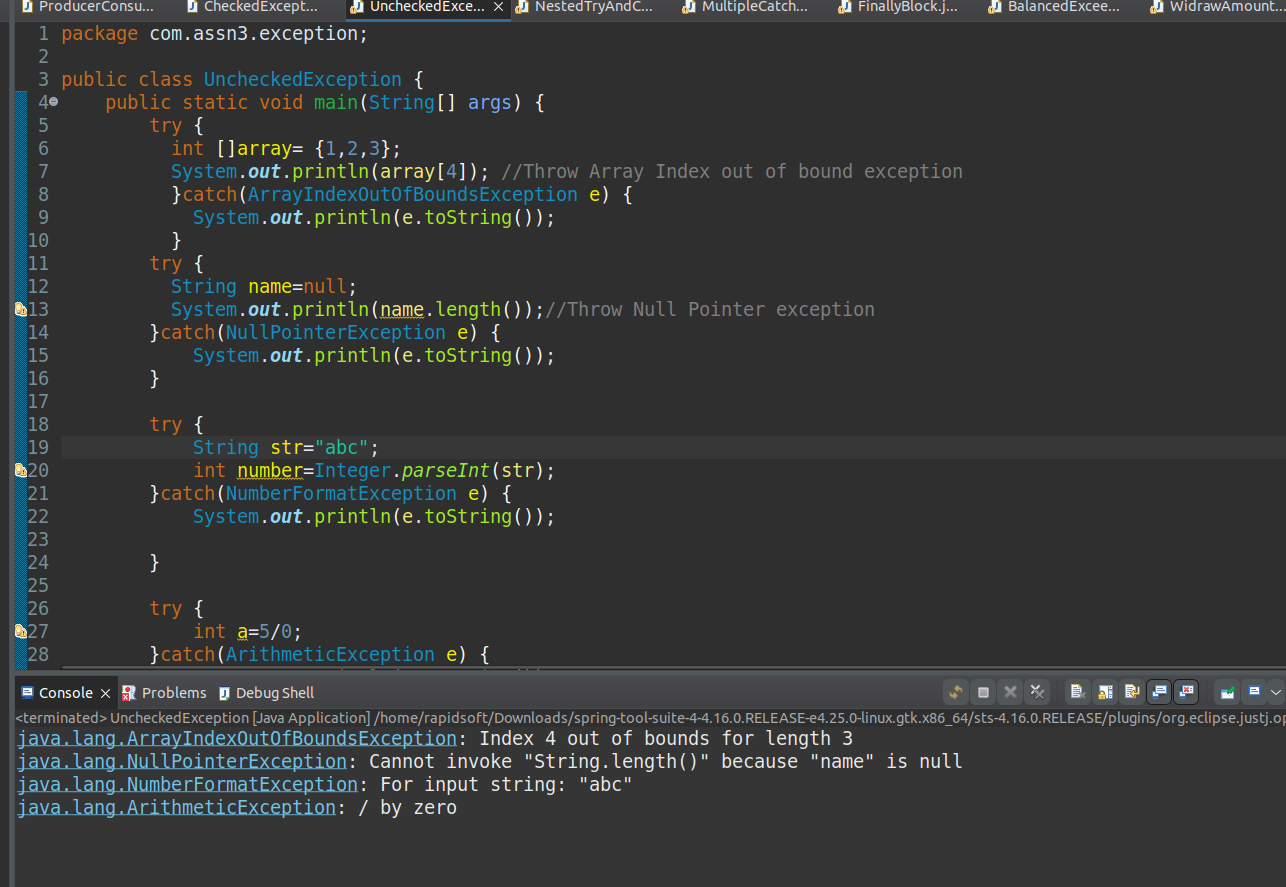 ProducerConsu... CheckedExcept... UncheckedExce... NestedTryAndC... MultipleCatch... FinallyBlock.j... BalancedExcee... WidrawAmount...
1 package com.assn3.exception;
2
3 public class UncheckedException {
4 public static void main(String[] args) {
5 try {
6 int []array= {1,2,3};
7 System.out.println(array[4]); //Throw Array Index out of bound exception
8 }catch(ArrayIndexOutOfBoundsException e) {
9 System.out.println(e.toString());
10 }
11 try {
12 String name=null;
13 System.out.println(name.length());//Throw Null Pointer exception
14 }catch(NullPointerException e) {
15 System.out.println(e.toString());
16 }
17
18 try {
19 String str="abc";
20 int number=Integer.parseInt(str);
21 }catch(NumberFormatException e) {
22 System.out.println(e.toString());
23
24 }
25
26 try {
27 int a=5/0;
28 }catch(ArithmeticException e) {
Console Problems Debug Shell
<terminated> UncheckedException [Java Application] /home/rapidsoft/Downloads/spring-tool-suite-4-4.16.0.RELEASE-e4.25.0-linux.gtk.x86_64/sts-4.16.0.RELEASE/plugins/org.eclipse.justj.op
java.lang.ArrayIndexOutOfBoundsException: Index 4 out of bounds for length 3
java.lang.NullPointerException: Cannot invoke "String.length()" because "name" is null
java.lang.NumberFormatException: For input string: "abc"
java.lang.ArithmeticException: / by zero